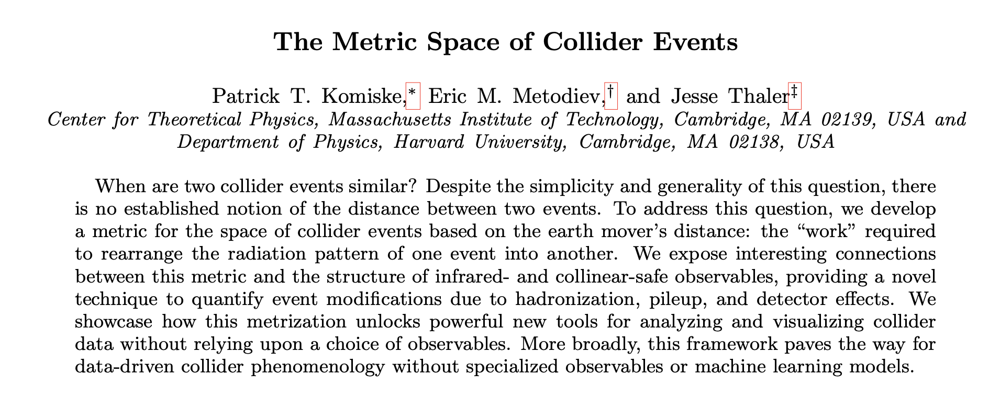 The Metric Space of Collider Events
Patrick T. Komiske,* Eric M. Metodiev,† and Jesse Thaler‡
Center for Theoretical Physics, Massachusetts Institute of Technology, Cambridge, MA 02139, USA and
Department of Physics, Harvard University, Cambridge, MA 02138, USA
When are two collider events similar? Despite the simplicity and generality of this question, there
is no established notion of the distance between two events. To address this question, we develop
a metric for the space of collider events based on the earth mover's distance: the “work” required
to rearrange the radiation pattern of one event into another. We expose interesting connections
between this metric and the structure of infrared- and collinear-safe observables, providing a novel
technique to quantify event modifications due to hadronization, pileup, and detector effects. We
showcase how this metrization unlocks powerful new tools for analyzing and visualizing collider
data without relying upon a choice of observables. More broadly, this framework paves the way for
data-driven collider phenomenology without specialized observables or machine learning models.